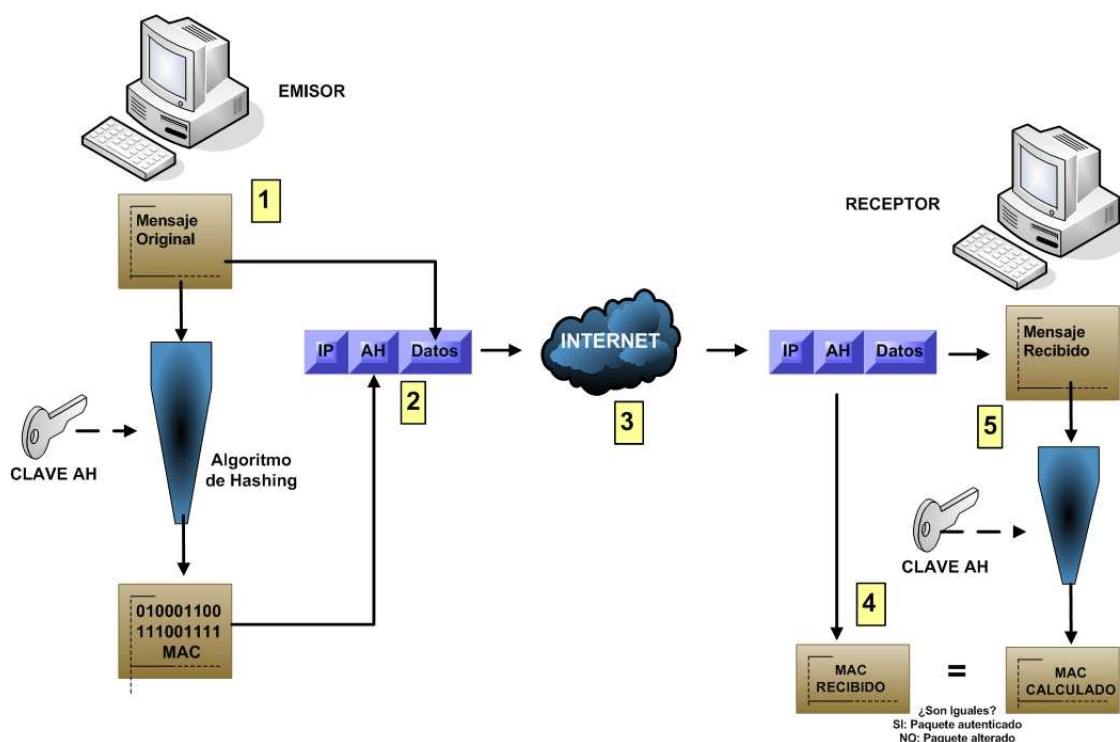 EMISOR
1
Mensaje
Original
RECEPTOR
IP AH Datos
INTERNET
IP AH Datos
Mensaje
Recibido
2
3
5
CLAVE AH
Algoritmo
de Hashing
CLAVE AH
010001100
111001111
MAC
4
MAC
RECIBIDO
=
MAC
CALCULADO
¿Son Iguales?
SI: Paquete autenticado
NO: Paquete alterado